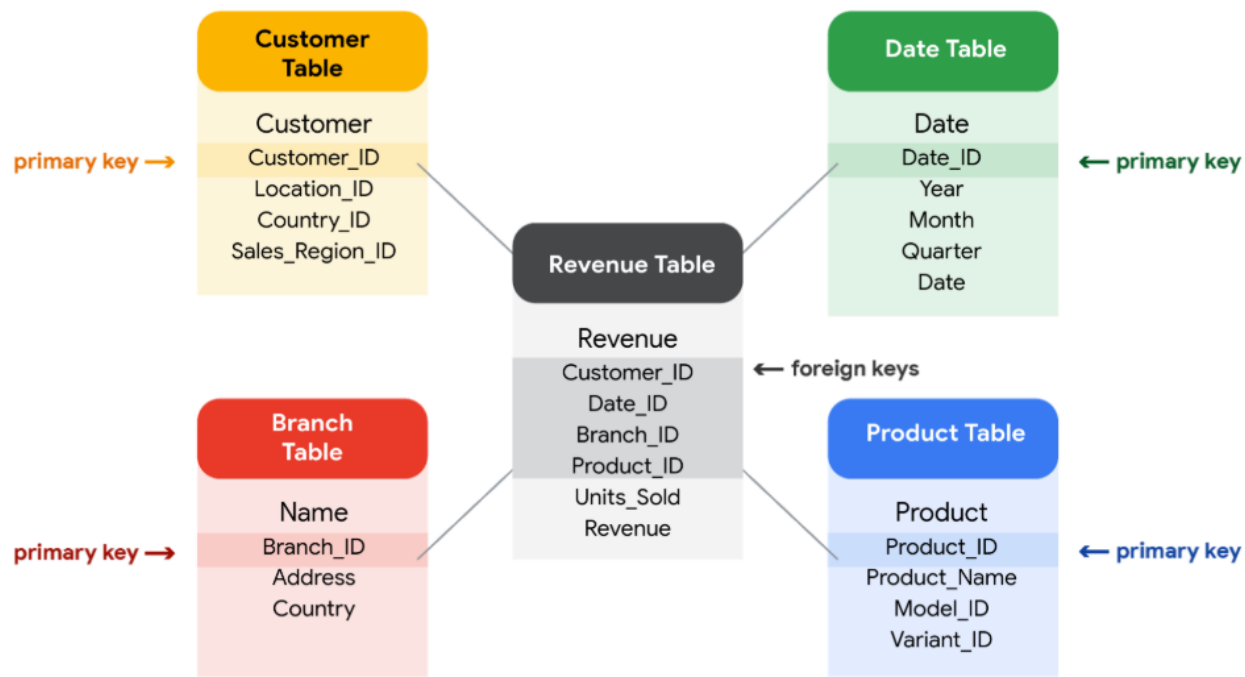 Customer
Table
Customer
primary key →
Customer_ID
Location_ID
Country_ID
Sales_Region_ID
Date Table
Date
Date_ID
← primary key
Year
Month
Quarter
Date
Revenue Table
Revenue
Customer_ID
← foreign keys
Date_ID
Branch_ID
Product_ID
Units_Sold
Revenue
Branch
Table
Name
primary key →
Branch_ID
Address
Country
Product Table
Product
Product_ID
← primary key
Product_Name
Model_ID
Variant_ID